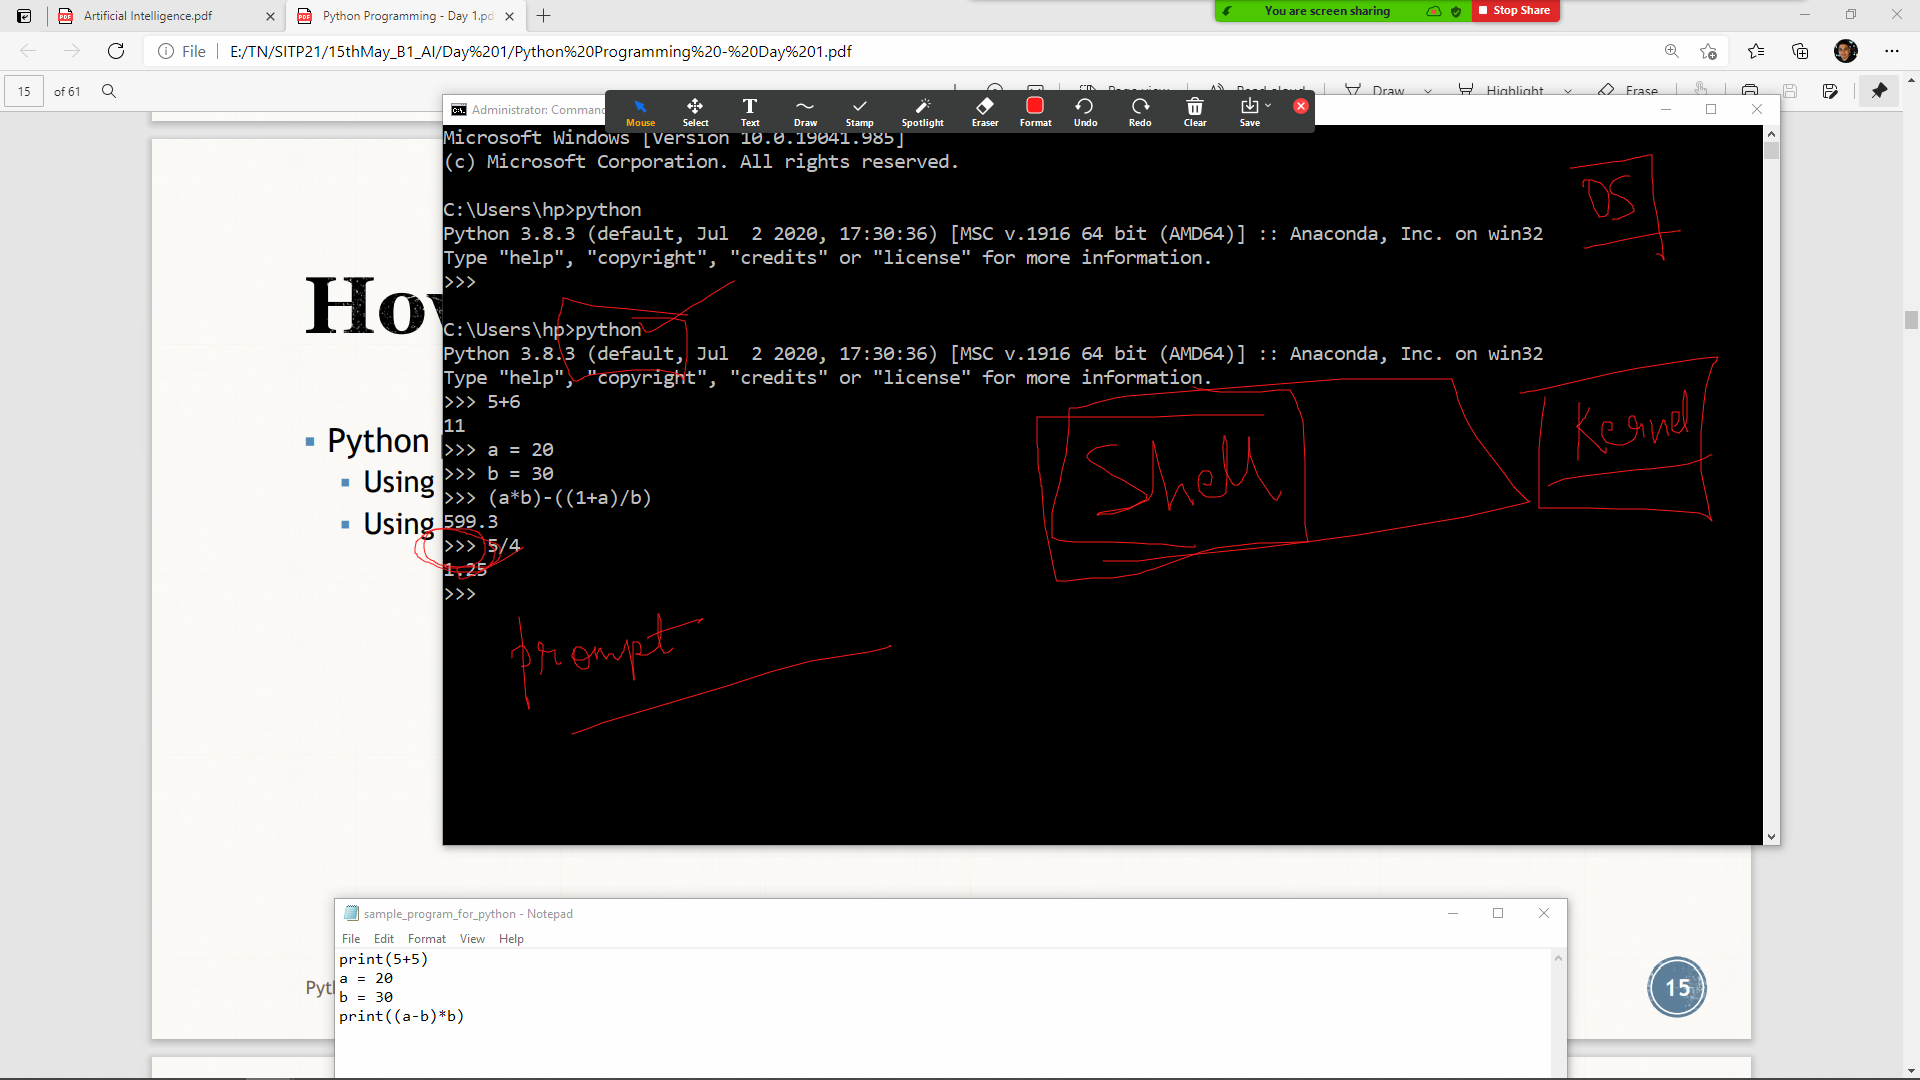 Artificial Intelligence.pdf
Python Programming - Day 1.pd
You are screen sharing
Stop Share
File
E:/TN/SITP21/15thMay_B1_AI/Day%201/Python%20Programming%20-%20Day%201.pdf
15 of 61
Page view
Read aloud
Draw
Highlight
Erase
Administrator: Comman
Mouse
Select
Text
Draw
Stamp
Spotlight
Eraser
Format
Undo
Redo
Clear
Save
Microsoft Windows [Version 10.0.19041.985]
(c) Microsoft Corporation. All rights reserved.
C:\Users\hp>python
Python 3.8.3 (default, Jul  2 2020, 17:30:36) [MSC v.1916 64 bit (AMD64)] :: Anaconda, Inc. on win32
Type "help", "copyright", "credits" or "license" for more information.
>>>
C:\Users\hp>python
Python 3.8.3 (default, Jul  2 2020, 17:30:36) [MSC v.1916 64 bit (AMD64)] :: Anaconda, Inc. on win32
Type "help", "copyright", "credits" or "license" for more information.
>>> 5+6
11
>>> a = 20
>>> b = 30
>>> (a*b)-((1+a)/b)
599.3
>>> 5/4
1.25
>>>
Shell
Kernel
prompt
Python
Using
Using
15
sample_program_for_python - Notepad
File Edit Format View Help
print(5+5)
a = 20
b = 30
print((a-b)*b)